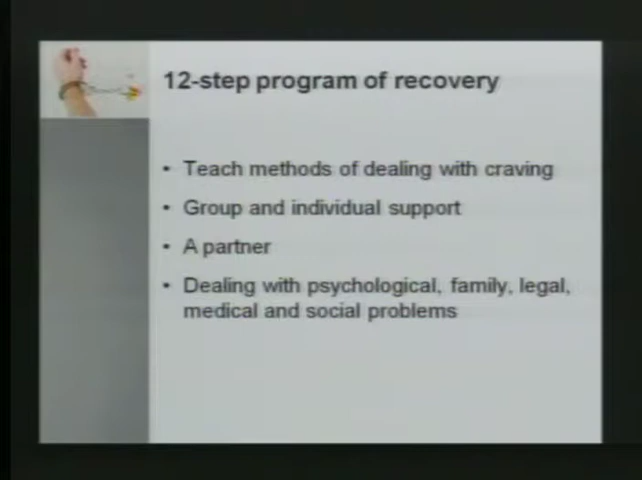 12-step program of recovery
• Teach methods of dealing with craving
• Group and individual support
• A partner
• Dealing with psychological, family, legal,
medical and social problems